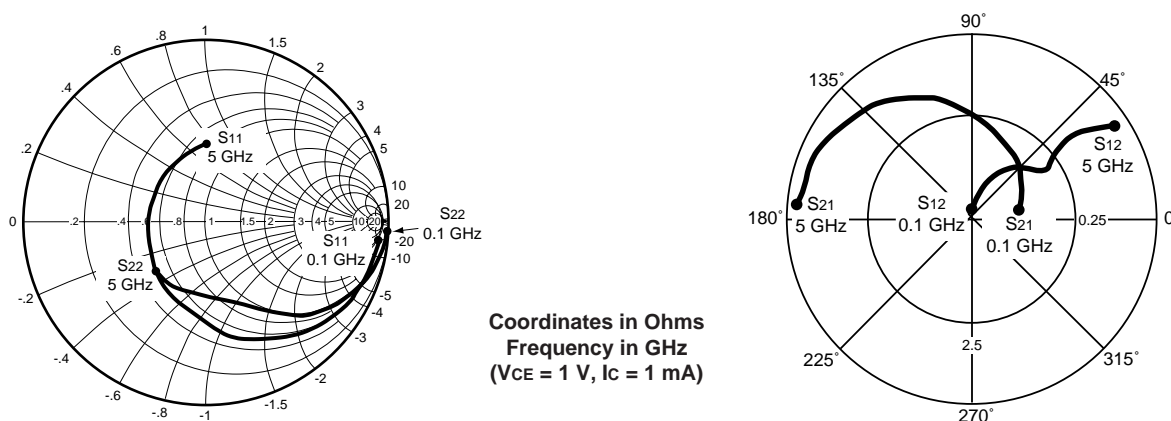 1
.8
1.5
.6
2
.4
3
4
.2
5
10
20
S11
5 GHz
0
.2
.4
.6
.8
1
1.5
2
3
4
5
10
20
S11
0.1 GHz
S22
0.1 GHz
-20
-10
S22
5 GHz
-5
-4
-.2
-3
-.4
-2
-.6
-1.5
-.8
-1
Coordinates in Ohms
Frequency in GHz
(VCE = 1 V, IC = 1 mA)
90˚
135˚
45˚
S12
5 GHz
S21
5 GHz
S12
0.1 GHz
S21
0.1 GHz
180˚
0.25
0
225˚
2.5
315˚
270˚